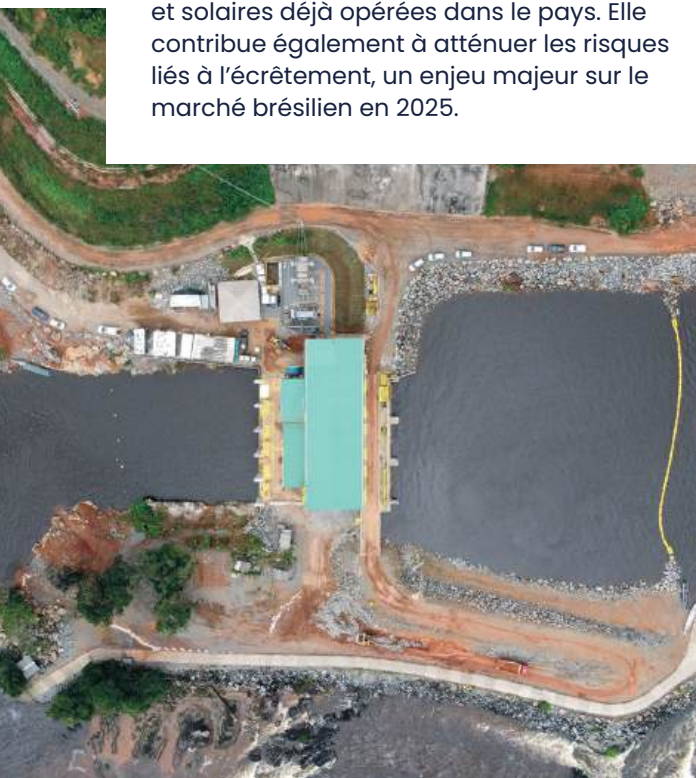 et solaires déjà opérées dans le pays. Elle
contribue également à atténuer les risques
liés à l’écrêtement, un enjeu majeur sur le
marché brésilien en 2025.